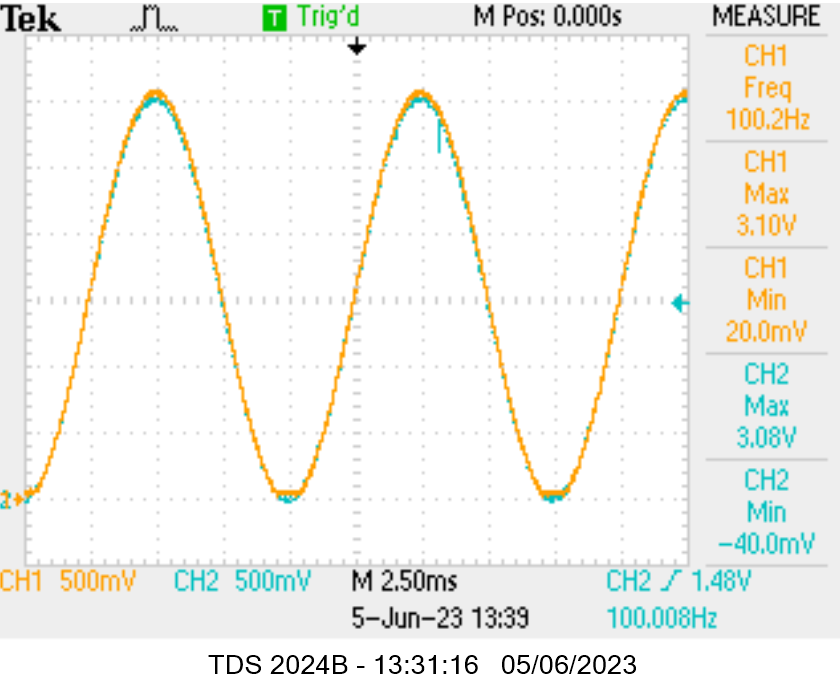 Tek T Trig'd M Pos: 0.000s MEASURE
CH1
Freq
100.2Hz
CH1
Max
3.10V
CH1
Min
20.0mV
CH2
Max
3.08V
CH2
Min
-40.0mV
CH1 500mV CH2 500mV M 2.50ms CH2 1.48V
5-Jun-23 13:39 100.008Hz
TDS 2024B - 13:31:16 05/06/2023